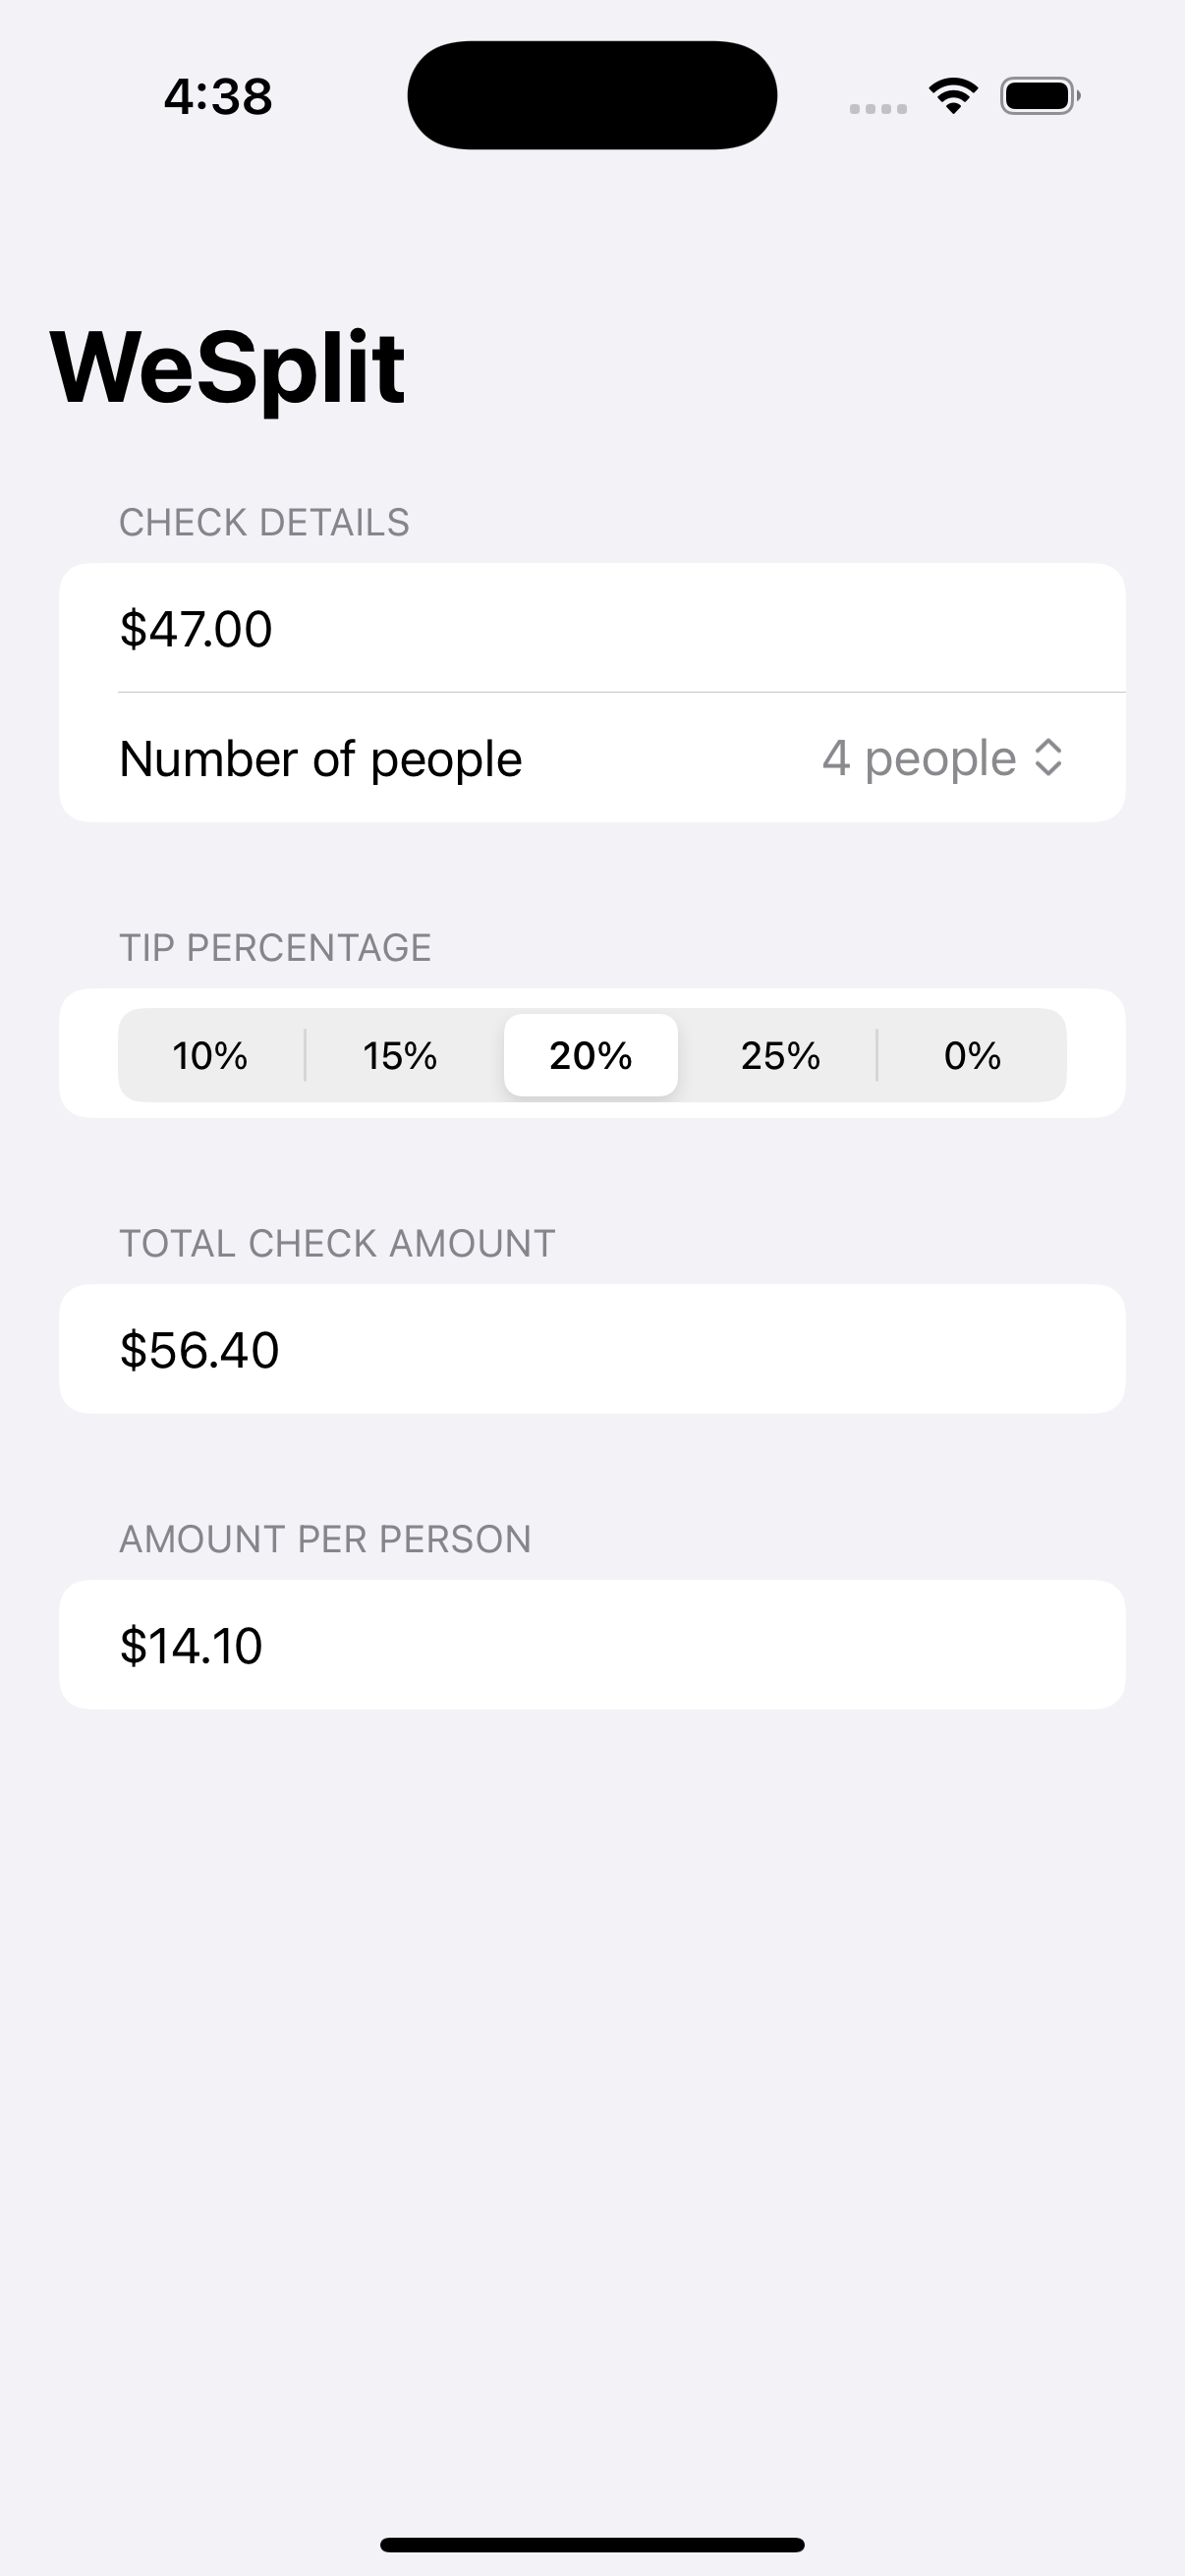 4:38
WeSplit
CHECK DETAILS
$47.00
Number of people 4 people
TIP PERCENTAGE
10% 15% 20% 25% 0%
TOTAL CHECK AMOUNT
$56.40
AMOUNT PER PERSON
$14.10